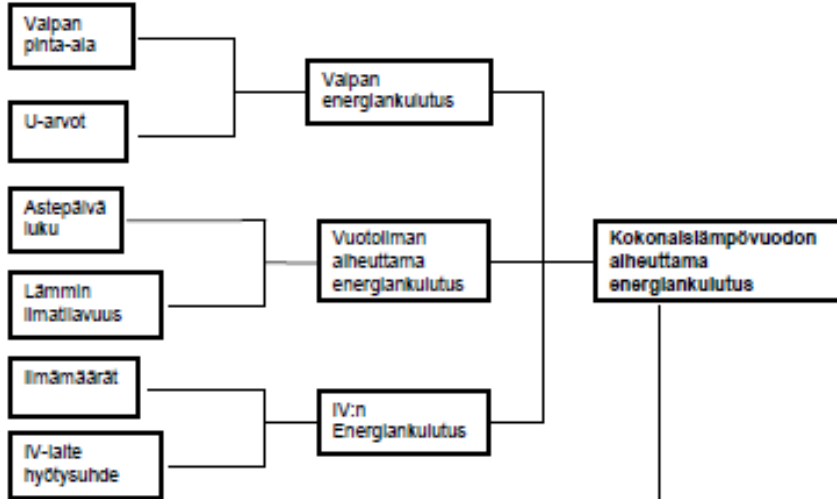 Vaipan
pinta-ala
U-arvot
Astepäivä
luku
Lämmin
ilmatilavuus
Ilmämäärät
IV-laite
hyötysuhde
Vaipan
energiankulutus
Vuotoilman
aiheuttama
energiankulutus
IV:n
Energiankulutus
Kokonaislämpövuodon
aiheuttama
energiankulutus